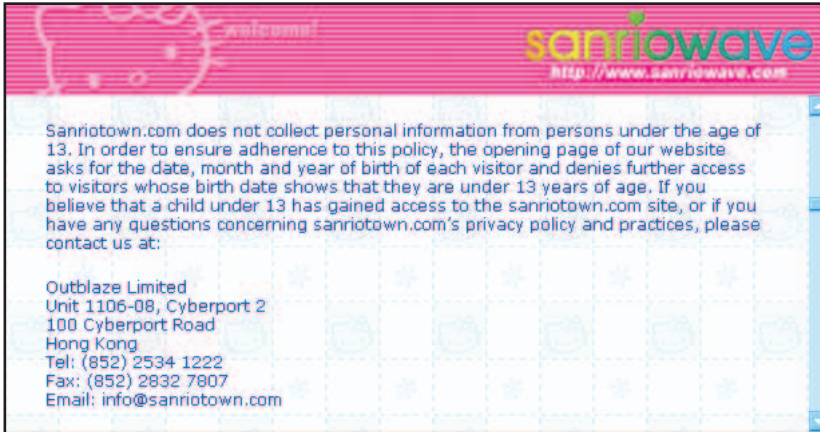 welcome!
sanriowave
http://www.sanriowave.com
Sanriotown.com does not collect personal information from persons under the age of
13. In order to ensure adherence to this policy, the opening page of our website
asks for the date, month and year of birth of each visitor and denies further access
to visitors whose birth date shows that they are under 13 years of age. If you
believe that a child under 13 has gained access to the sanriotown.com site, or if you
have any questions concerning sanriotown.com's privacy policy and practices, please
contact us at:
Outblaze Limited
Unit 1106-08, Cyberport 2
100 Cyberport Road
Hong Kong
Tel: (852) 2534 1222
Fax: (852) 2832 7807
Email: info@sanriotown.com